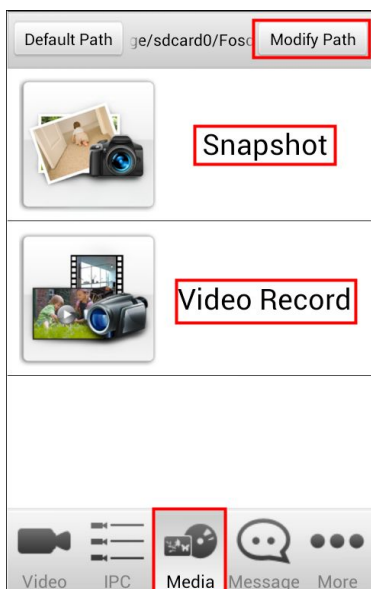 Default Path ge/sdcard0/Fosc Modify Path
Snapshot
Video Record
Video IPC Media Message More